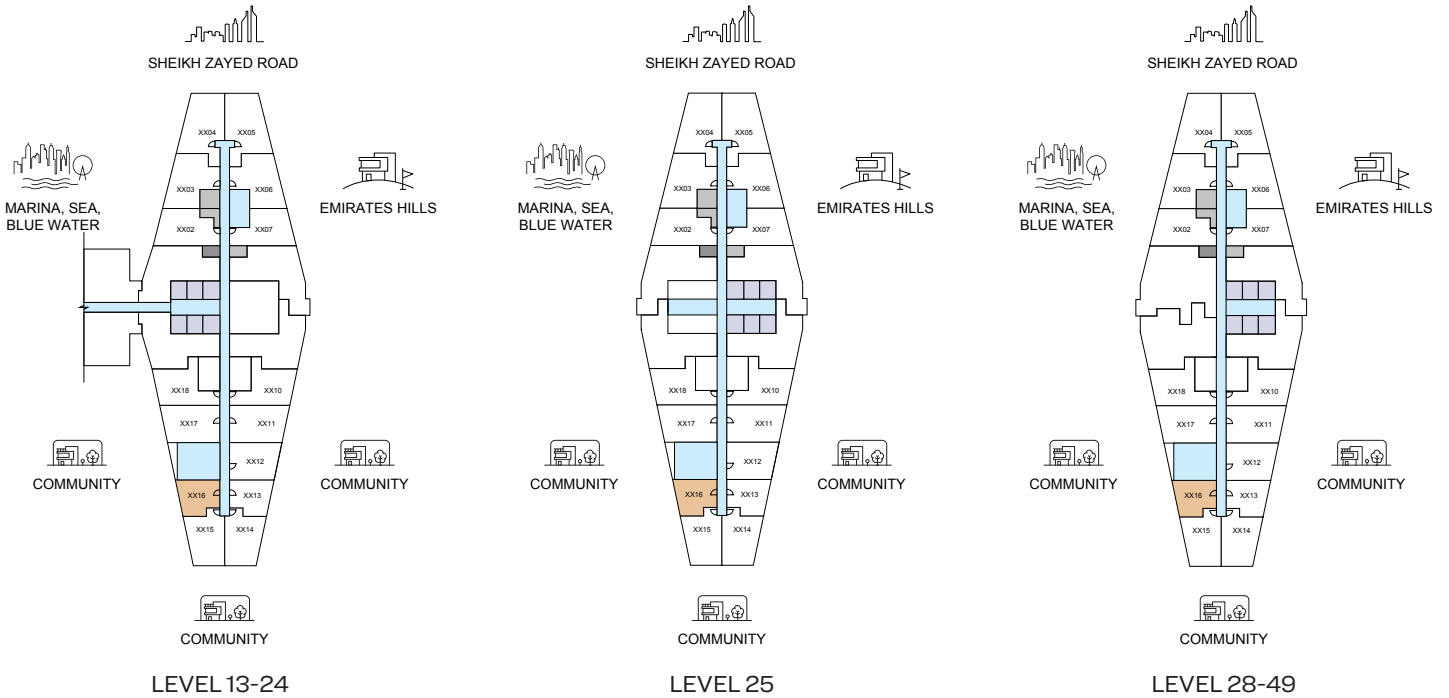 SHEIKH ZAYED ROAD
XX04 XX05
MARINA, SEA,
BLUE WATER
XX03 XX06
EMIRATES HILLS
XX02 XX07
XX18 XX10
XX17 XX11
COMMUNITY
XX12
COMMUNITY
XX16 XX13
XX15 XX14
COMMUNITY
LEVEL 13-24
SHEIKH ZAYED ROAD
XX04 XX05
MARINA, SEA,
BLUE WATER
XX03 XX06
EMIRATES HILLS
XX02 XX07
XX18 XX10
XX17 XX11
COMMUNITY
XX12
COMMUNITY
XX16 XX13
XX15 XX14
COMMUNITY
LEVEL 25
SHEIKH ZAYED ROAD
XX04 XX05
MARINA, SEA,
BLUE WATER
XX03 XX06
EMIRATES HILLS
XX02 XX07
XX18 XX10
XX17 XX11
COMMUNITY
XX12
COMMUNITY
XX16 XX13
XX15 XX14
COMMUNITY
LEVEL 28-49